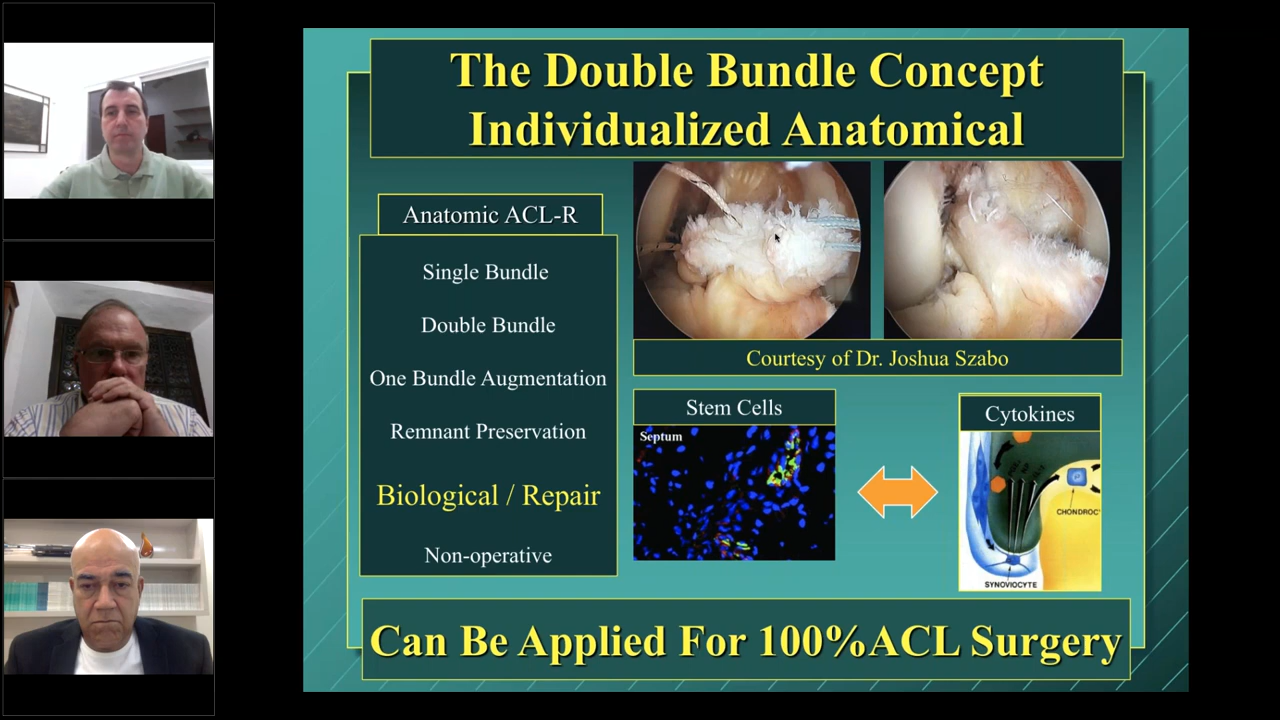 The Double Bundle Concept
Individualized Anatomical
Anatomic ACL-R
Single Bundle
Double Bundle
One Bundle Augmentation
Remnant Preservation
Biological / Repair
Non-operative
Courtesy of Dr. Joshua Szabo
Stem Cells
Septum
Cytokines
CHONDROC'
SYNOVIOCYTE
Can Be Applied For 100%ACL Surgery